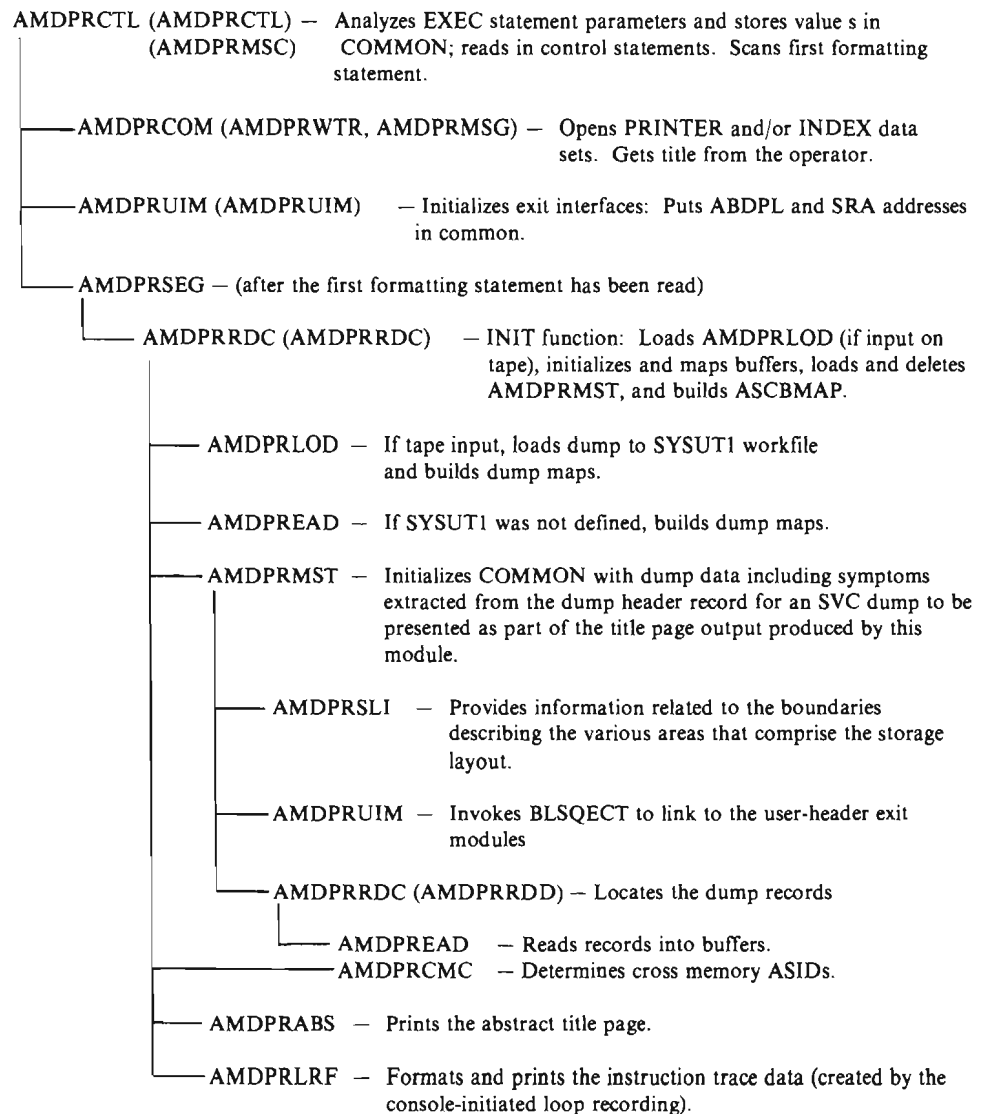 AMDPRCTL (AMDPRCTL) – Analyzes EXEC statement parameters and stores value s in
(AMDPRMSC) COMMON; reads in control statements. Scans first formatting
statement.
AMDPRCOM (AMDPRWTR, AMDPRMSG) – Opens PRINTER and/or INDEX data
sets. Gets title from the operator.
AMDPRUIM (AMDPRUIM) – Initializes exit interfaces: Puts ABDPL and SRA addresses
in common.
AMDPRSEG – (after the first formatting statement has been read)
AMDPRRDC (AMDPRRDC) – INIT function: Loads AMDPRLOD (if input on
tape), initializes and maps buffers, loads and deletes
AMDPRMST, and builds ASCBMAP.
AMDPRLOD – If tape input, loads dump to SYSUT1 workfile
and builds dump maps.
AMDPREAD – If SYSUT1 was not defined, builds dump maps.
AMDPRMST – Initializes COMMON with dump data including symptoms
extracted from the dump header record for an SVC dump to be
presented as part of the title page output produced by this
module.
AMDPRSLI – Provides information related to the boundaries
describing the various areas that comprise the storage
layout.
AMDPRUIM – Invokes BLSQECT to link to the user-header exit
modules
AMDPRRDC (AMDPRRDD) – Locates the dump records
AMDPREAD – Reads records into buffers.
AMDPRCMC – Determines cross memory ASIDs.
AMDPRABS – Prints the abstract title page.
AMDPRLRF – Formats and prints the instruction trace data (created by the
console-initiated loop recording).